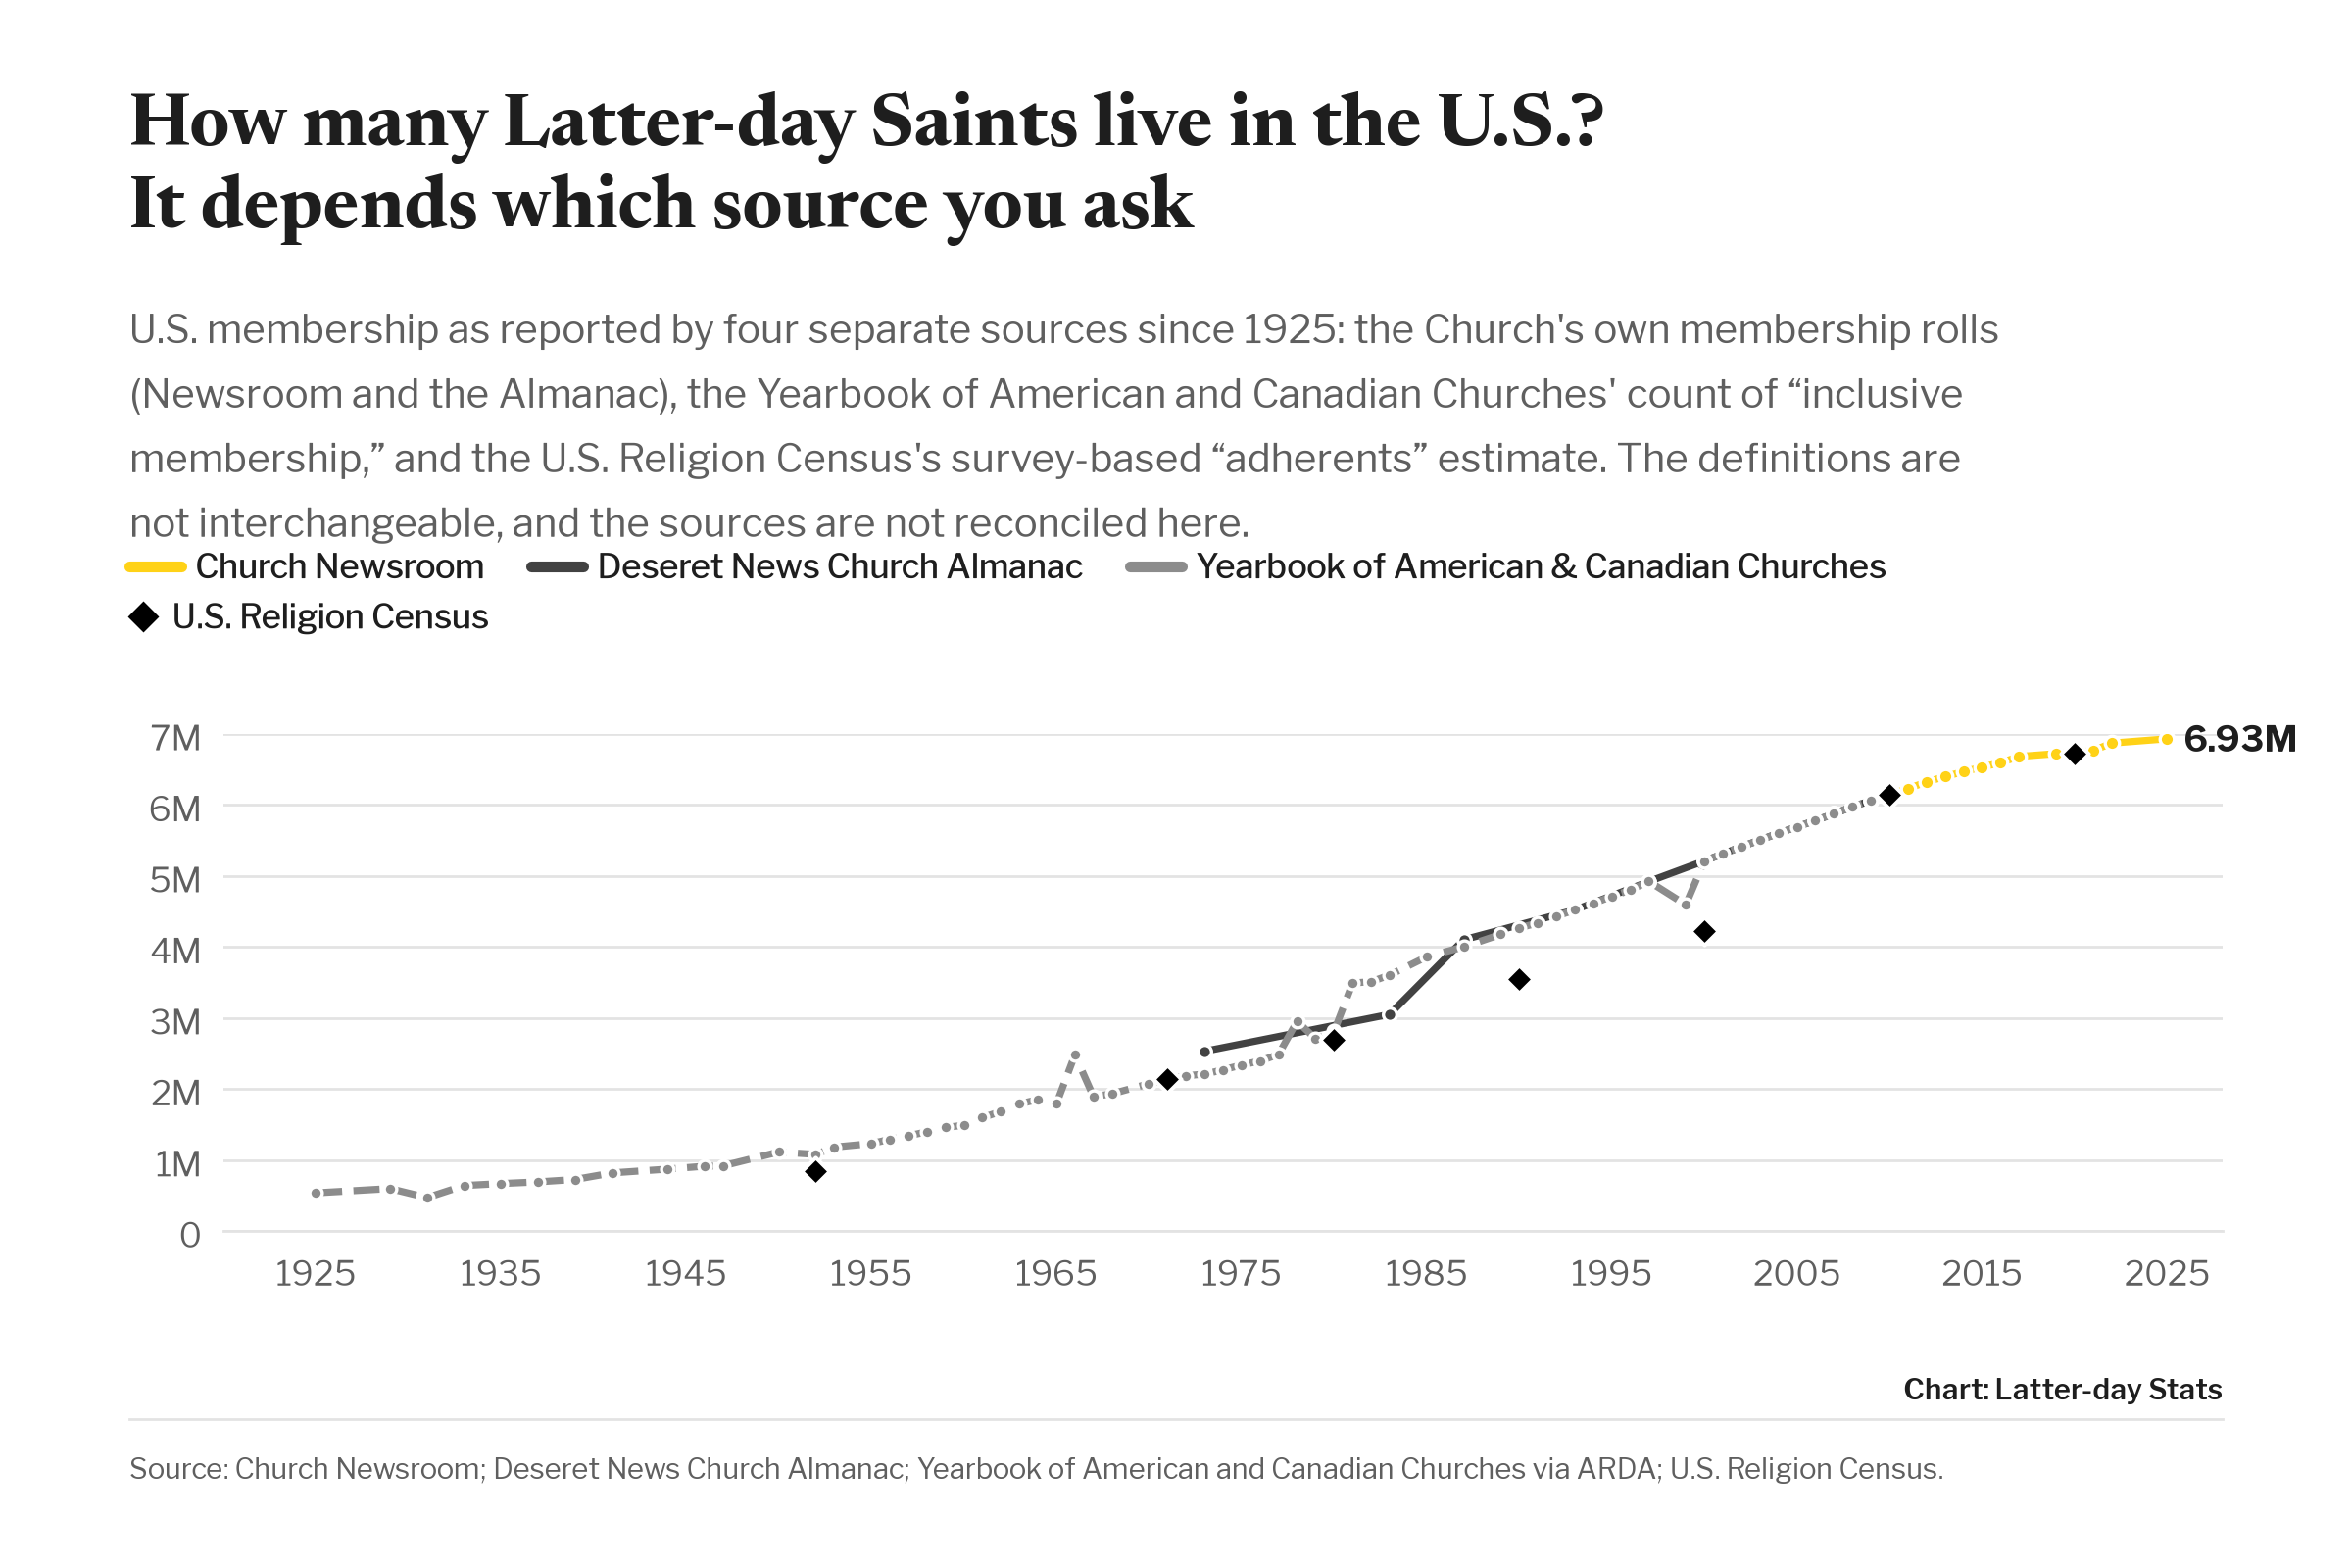 How many Latter-day Saints live in the U.S.?
It depends which source you ask
U.S. membership as reported by four separate sources since 1925: the Church's own membership rolls
(Newsroom and the Almanac), the Yearbook of American and Canadian Churches' count of “inclusive
membership,” and the U.S. Religion Census's survey-based “adherents” estimate. The definitions are
not interchangeable, and the sources are not reconciled here.
Church Newsroom Deseret News Church Almanac Yearbook of American & Canadian Churches
U.S. Religion Census
7M
6.93M
6M
5M
4M
3M
2M
1M
0
1925 1935 1945 1955 1965 1975 1985 1995 2005 2015 2025
Chart: Latter-day Stats
Source: Church Newsroom; Deseret News Church Almanac; Yearbook of American and Canadian Churches via ARDA; U.S. Religion Census.